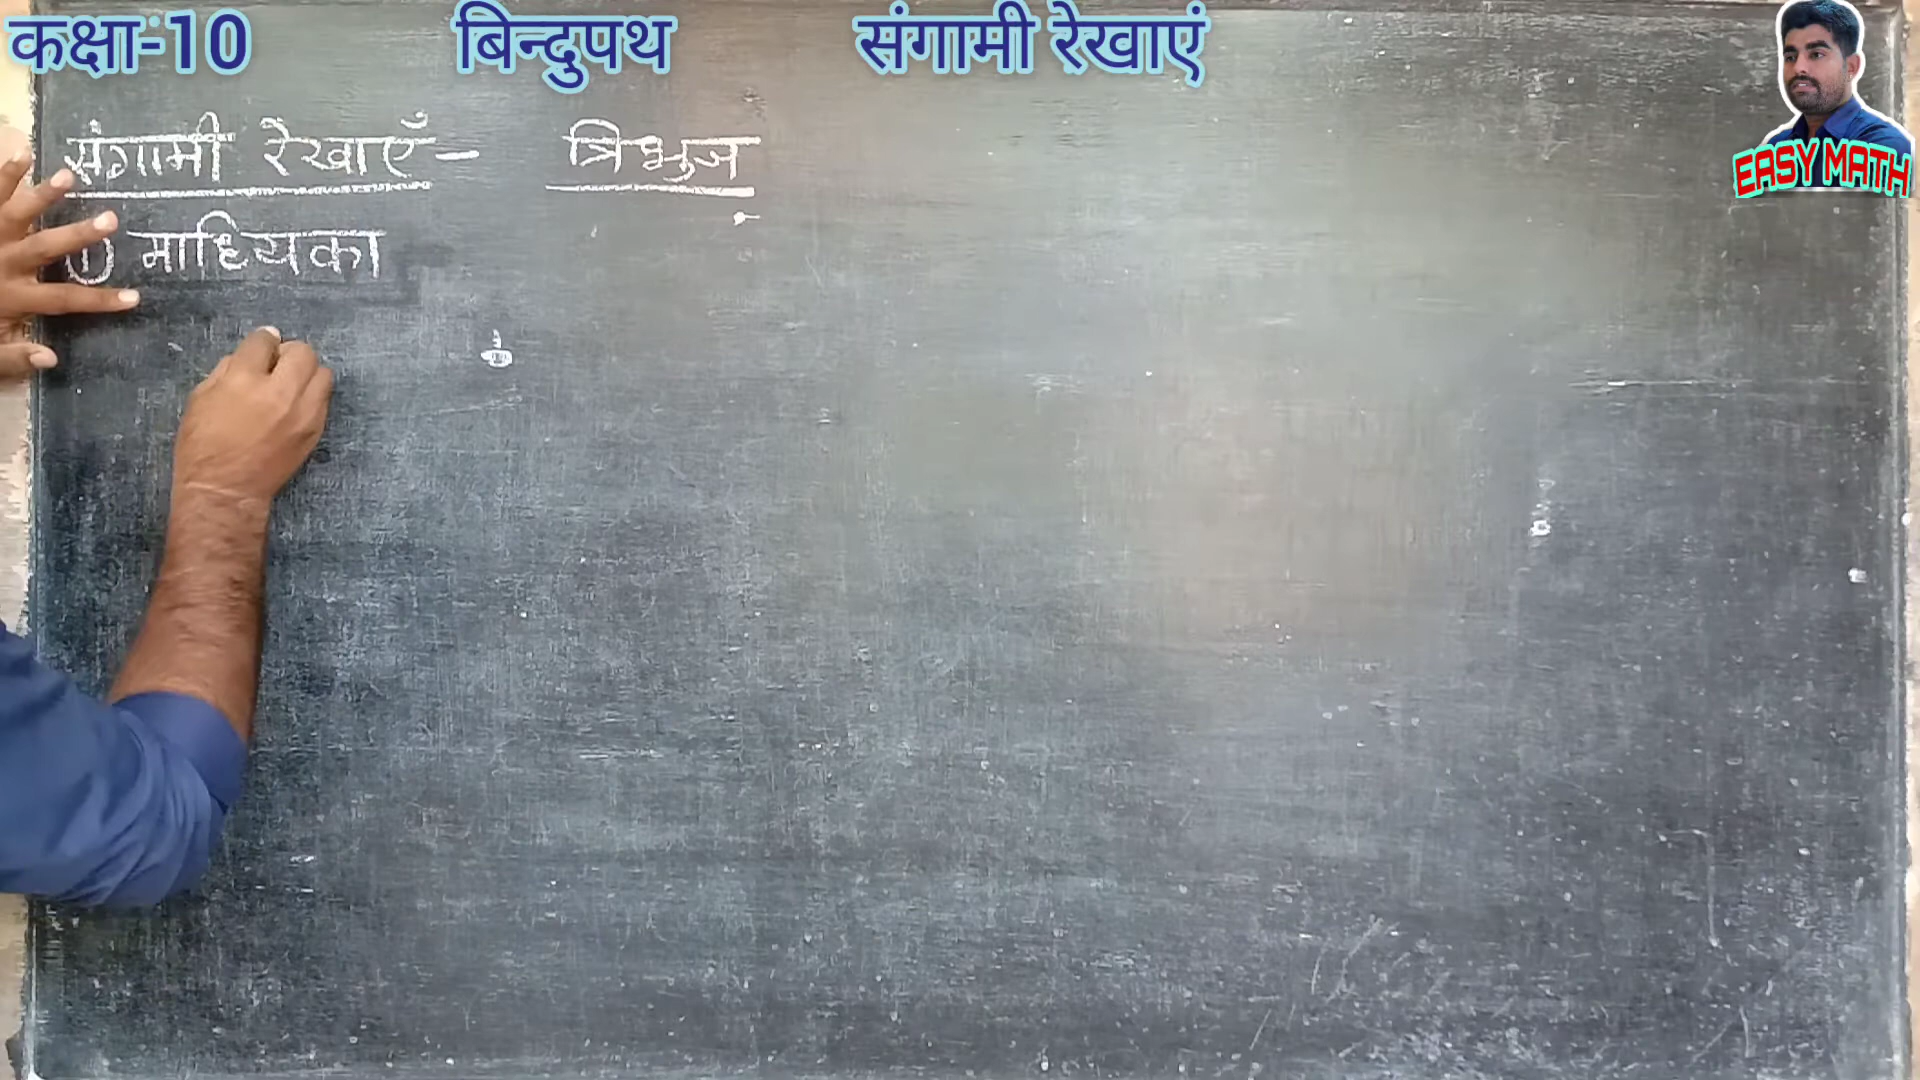 कक्षा-10 बिन्दुपथ संगामी रेखाएं
EASY MATH
संगामी रेखाएँ - त्रिभुज
① माध्यिका